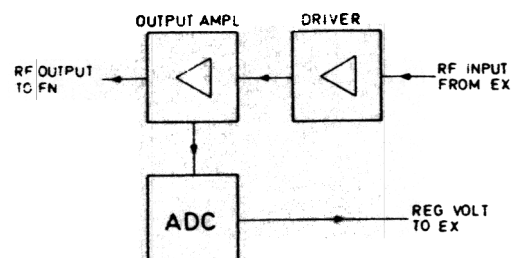 OUTPUT AMPL
DRIVER
RF OUTPUT
TO FN
RF INPUT
FROM EX
ADC
REG VOLT
TO EX